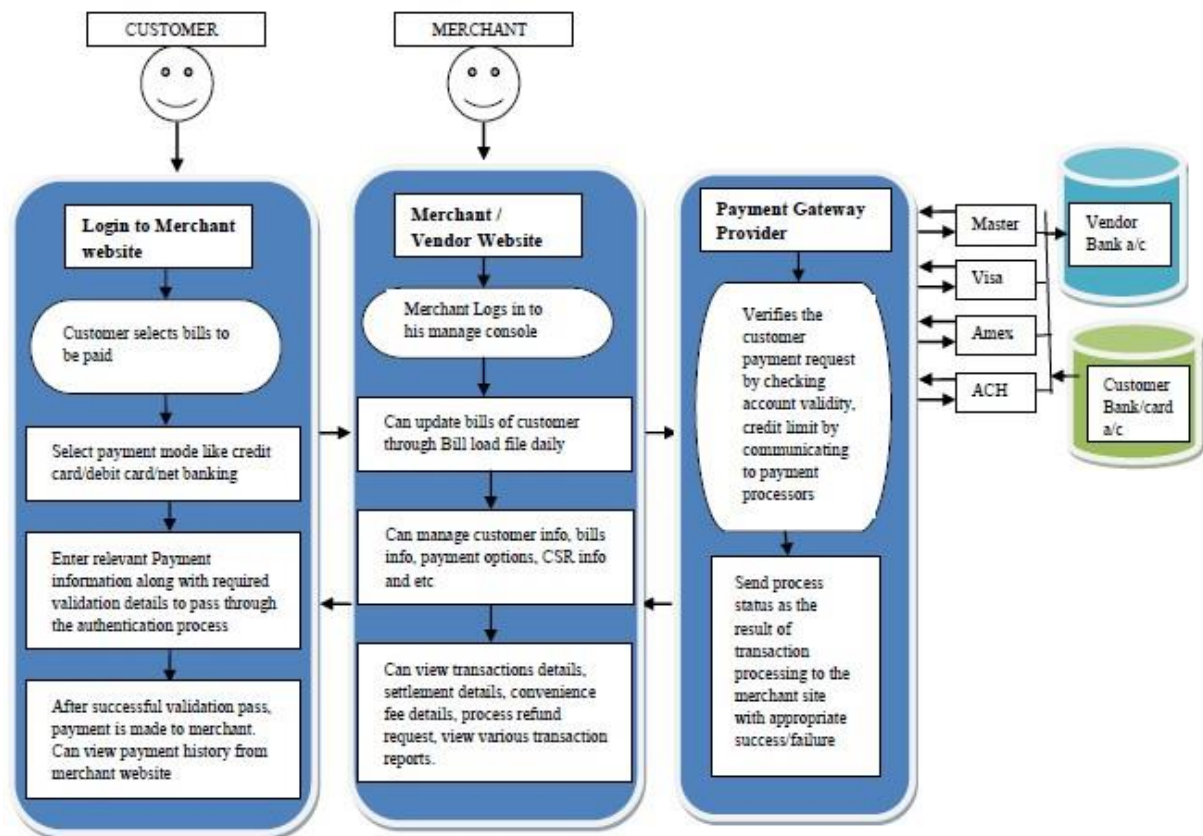 CUSTOMER
MERCHANT
Login to Merchant
website
Customer selects bills to
be paid
Select payment mode like credit
card/debit card/net banking
Enter relevant Payment
information along with required
validation details to pass through
the authentication process
After successful validation pass,
payment is made to merchant.
Can view payment history from
merchant website
Merchant /
Vendor Website
Merchant Logs in to
his manage console
Can update bills of customer
through Bill load file daily
Can manage customer info, bills
info, payment options, CSR info
and etc
Can view transactions details,
settlement details, convenience
fee details, process refund
request, view various transaction
reports.
Payment Gateway
Provider
Verifies the
customer
payment request
by checking
account validity,
credit limit by
communicating
to payment
processors
Send process
status as the
result of
transaction
processing to the
merchant site
with appropriate
success/failure
Master
Visa
Amex
ACH
Vendor
Bank a/c
Customer
Bank/card
a/c